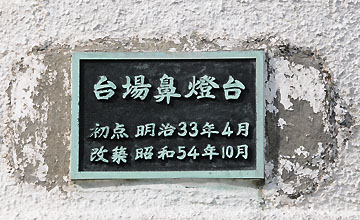 台場鼻燈台
初点 明治33年4月
改築 昭和54年10月